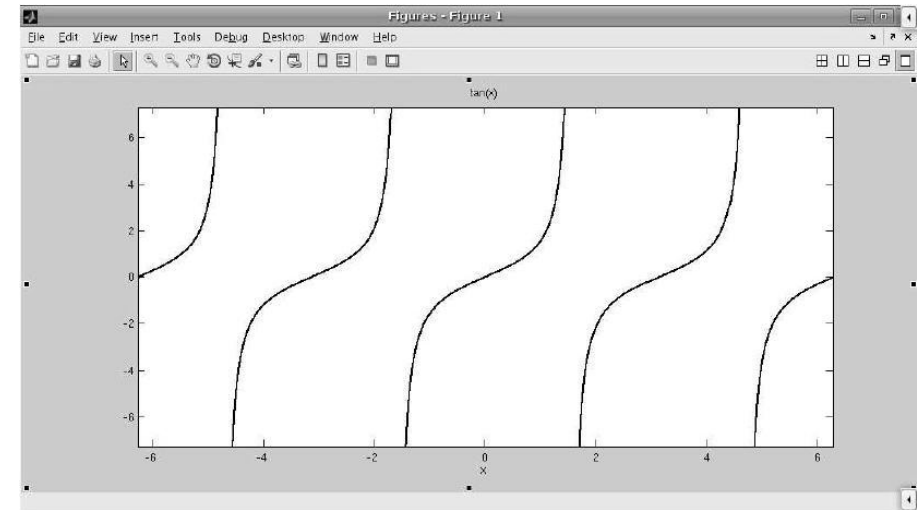 Figures - Figure 1
File Edit View Insert Tools Debug Desktop Window Help
tan(x)
6
4
2
0
-2
-4
-6
-6 -4 -2 0 2 4 6
x